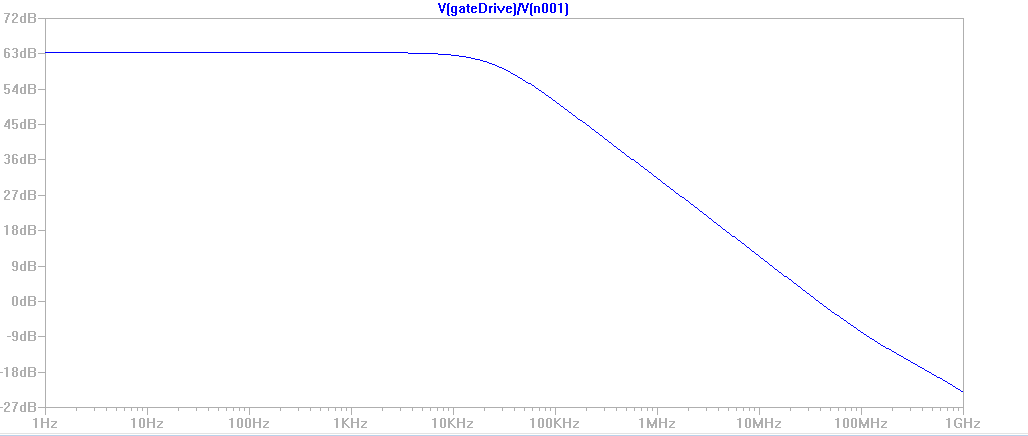 V(gateDrive)/V(n001)
72dB
63dB
54dB
45dB
36dB
27dB
18dB
9dB
0dB
-9dB
-18dB
-27dB
1Hz 10Hz 100Hz 1KHz 10KHz 100KHz 1MHz 10MHz 100MHz 1GHz